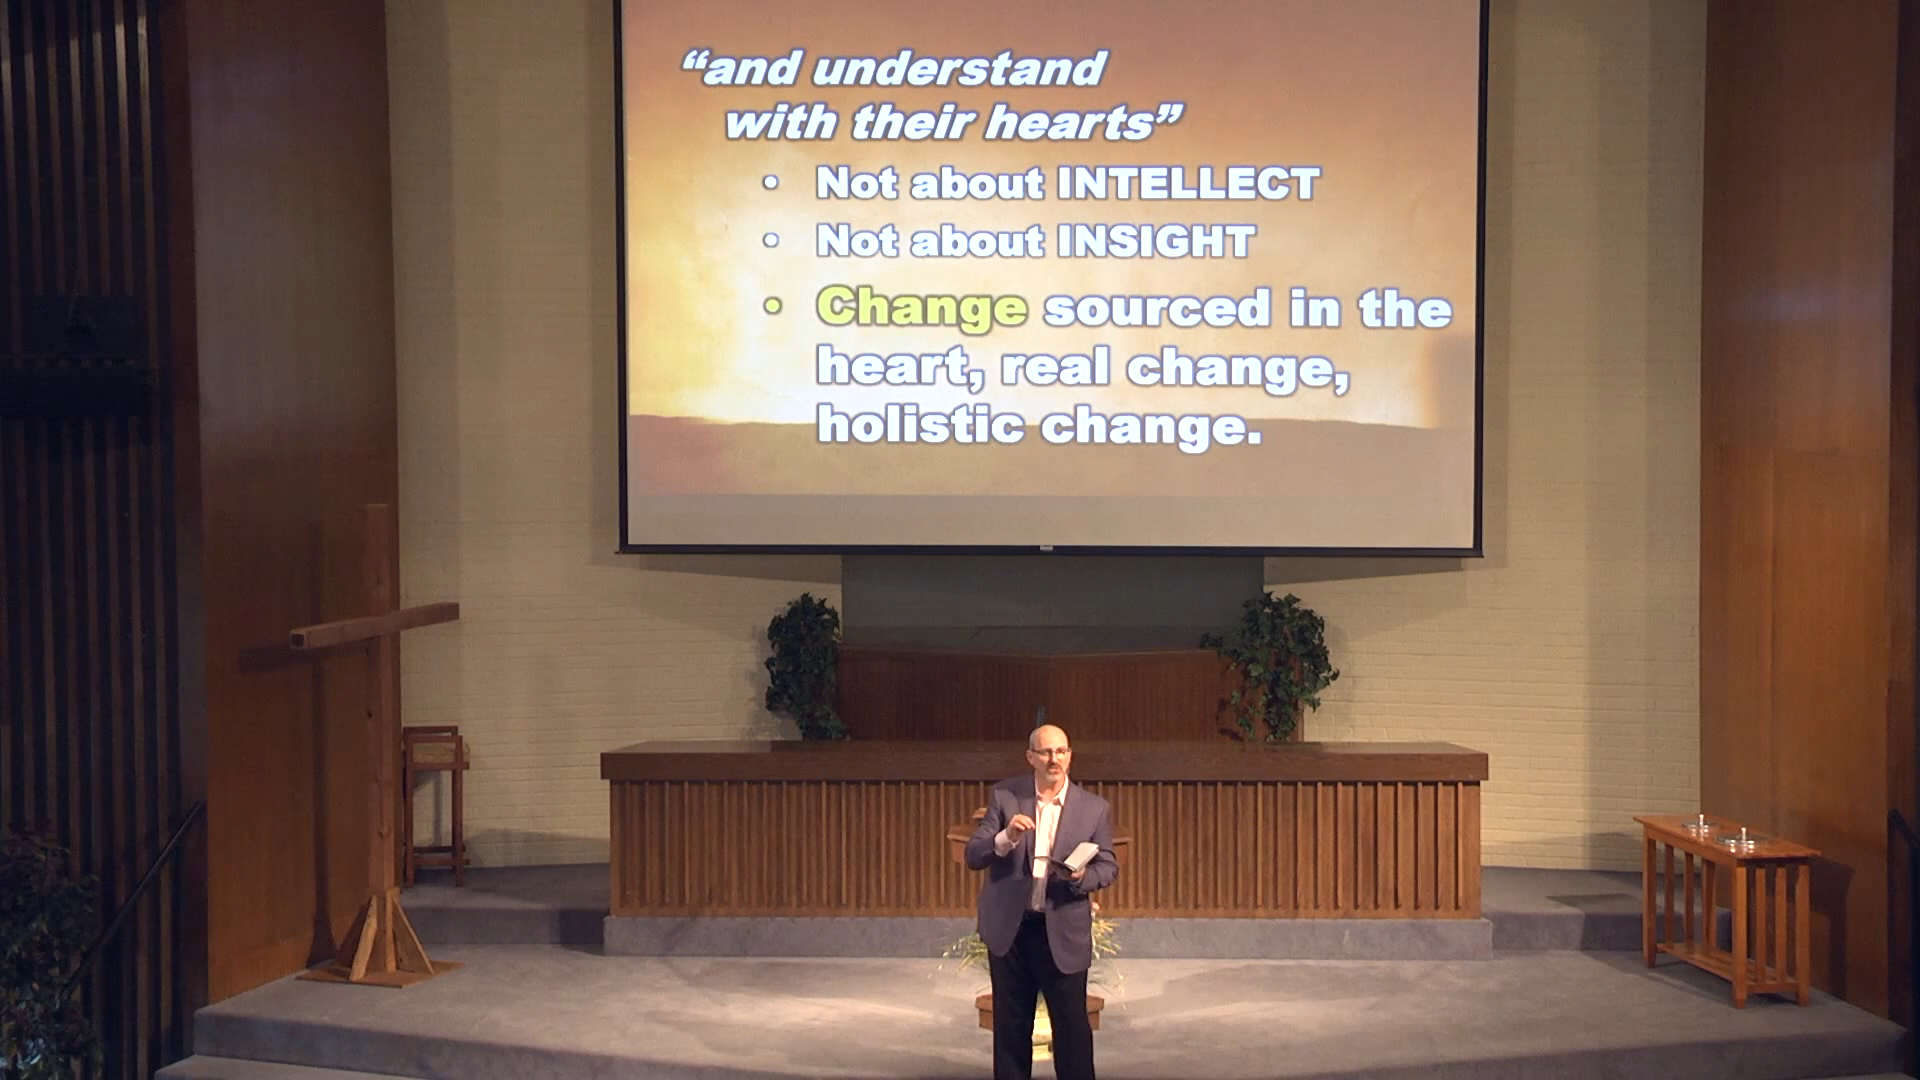 “and understand
with their hearts”
• Not about INTELLECT
• Not about INSIGHT
• Change sourced in the
heart, real change,
holistic change.